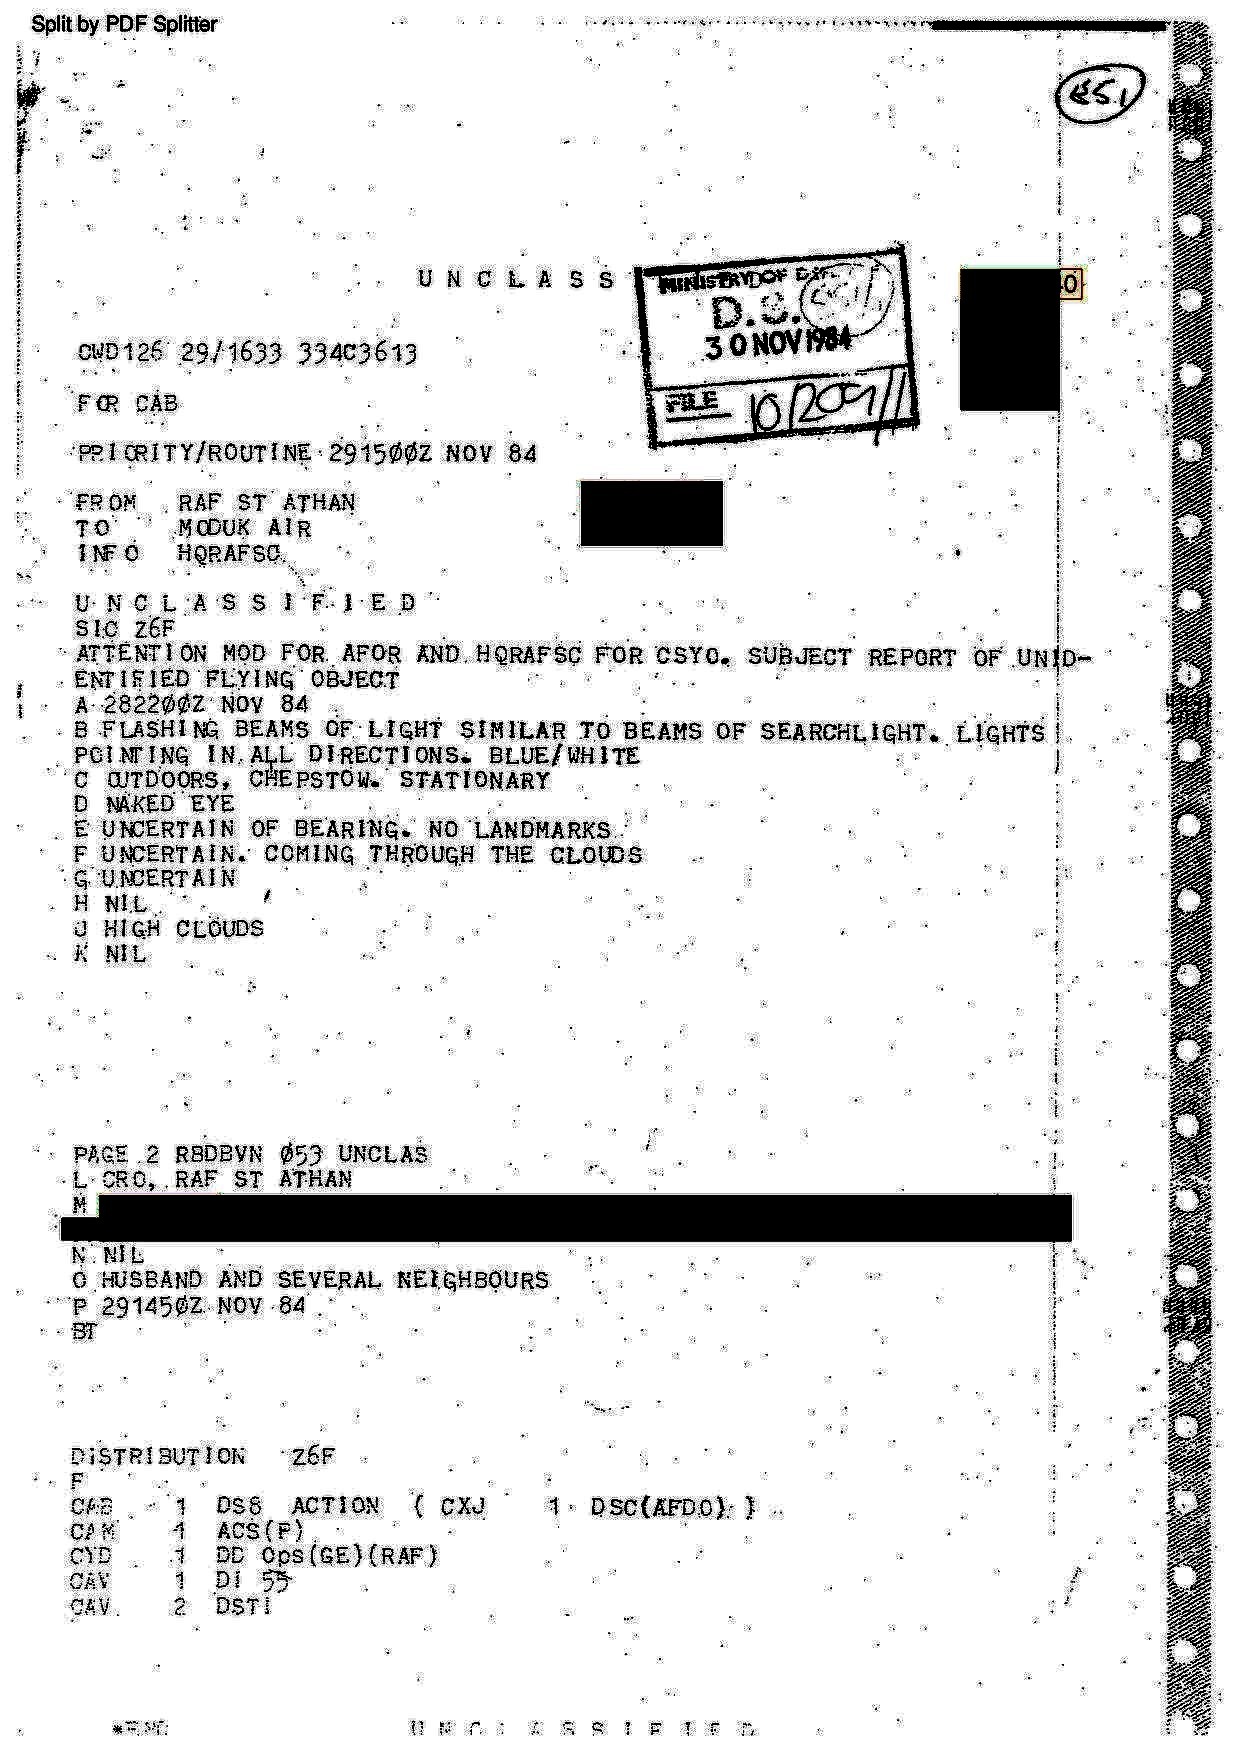 Split by PDF Splitter
U N C L A S S
MINISTRY OF
D.S.
30 NOV 1984
FILE 10/209/
CWD126 29/1633 334C3613
FOR CAB
PRIORITY/ROUTINE 291500Z NOV 84
FROM RAF ST ATHAN
TO MODUK AIR
INFO HQRAFSC
U N C L A S S I F I E D
SIC Z6F
ATTENTION MOD FOR AFOR AND HQRAFSC FOR CSYO. SUBJECT REPORT OF UNID-
ENTIFIED FLYING OBJECT
A 282200Z NOV 84
B FLASHING BEAMS OF LIGHT SIMILAR TO BEAMS OF SEARCHLIGHT. LIGHTS
POINTING IN ALL DIRECTIONS. BLUE/WHITE
C OUTDOORS, CHEPSTOW. STATIONARY
D NAKED EYE
E UNCERTAIN OF BEARING. NO LANDMARKS
F UNCERTAIN. COMING THROUGH THE CLOUDS
G UNCERTAIN
H NIL
J HIGH CLOUDS
K NIL
PAGE 2 RBDBVN 053 UNCLAS
L CRO, RAF ST ATHAN
M
N NIL
O HUSBAND AND SEVERAL NEIGHBOURS
P 291450Z NOV 84
BT
DISTRIBUTION Z6F
F
CAB 1 DS8 ACTION ( CXJ 1 DSC(AFDO) )
CAM 1 ACS(P)
CYD 1 DD Ops(GE)(RAF)
CAV 1 DI 55
CAV 2 DSTI
U N C L A S S I F I E D